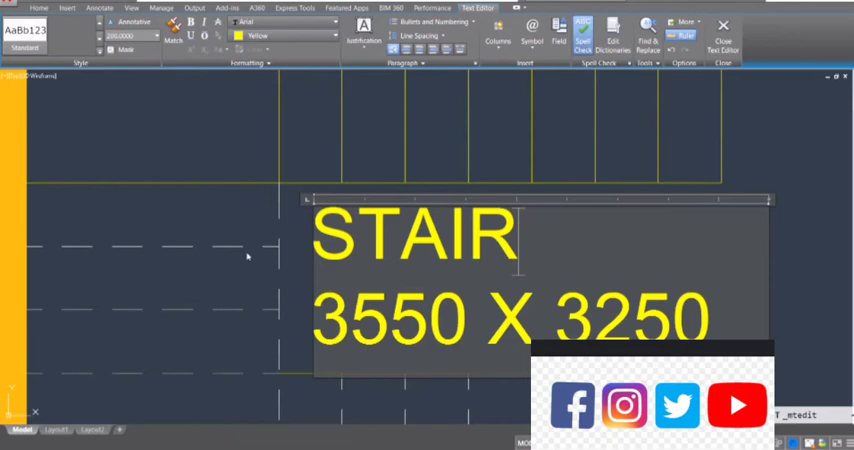 Home Insert Annotate View Manage Output Add-ins A360 Express Tools Featured Apps BIM 360 Performance Text Editor
AaBb123
Standard
Annotative
200.0000
Mask
Style
Match
B I
U O
Arial
Yellow
Formatting
Justification
Bullets and Numbering
Line Spacing
Paragraph
Columns
Symbol
Field
Insert
ABC
Spell
Check
Edit
Dictionaries
Spell Check
Find &
Replace
Tools
More
Ruler
Options
Close
Text Editor
Close
STAIR
3550 X 3250
Y
X
T _mtedit
Model Layout1 Layout2 +